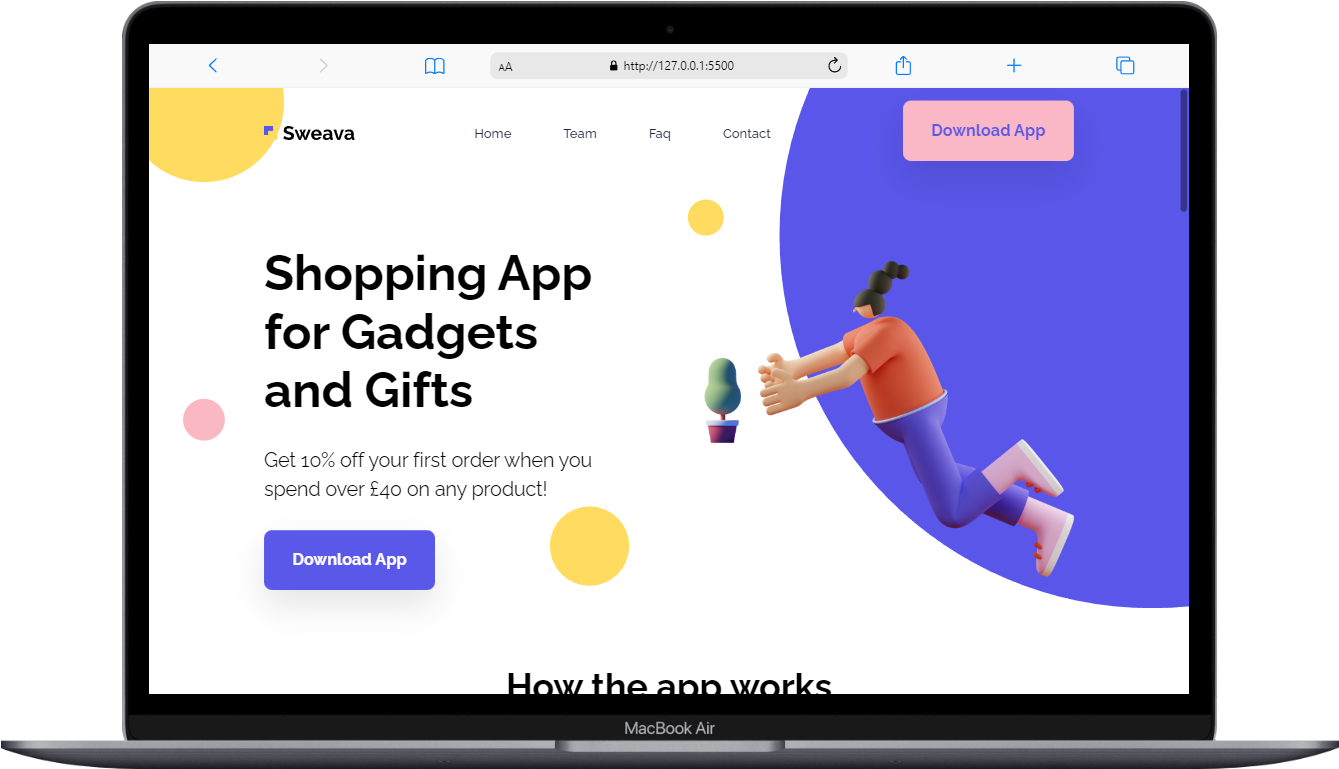 AA
http://127.0.0.1:5500
Sweava
Home
Team
Faq
Contact
Download App
Shopping App
for Gadgets
and Gifts
Get 10% off your first order when you
spend over £40 on any product!
Download App
How the app works
MacBook Air